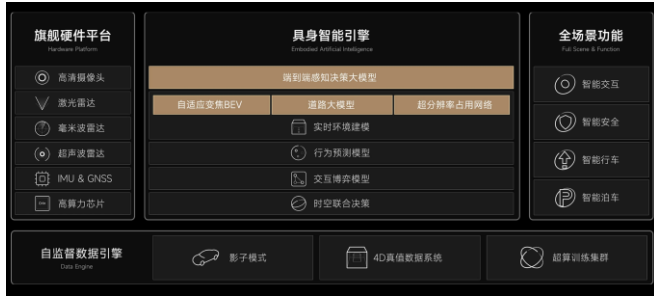 旗舰硬件平台
Hardware Platform
高清摄像头
激光雷达
毫米波雷达
超声波雷达
IMU & GNSS
高算力芯片
具身智能引擎
Embodied Artificial Intelligence
端到端感知决策大模型
自适应变焦BEV
道路大模型
超分辨率占用网络
实时环境建模
行为预测模型
交互博弈模型
时空联合决策
全场景功能
Full Scene & Function
智能交互
智能安全
智能行车
智能泊车
自监督数据引擎
Data Engine
影子模式
4D真值数据系统
超算训练集群